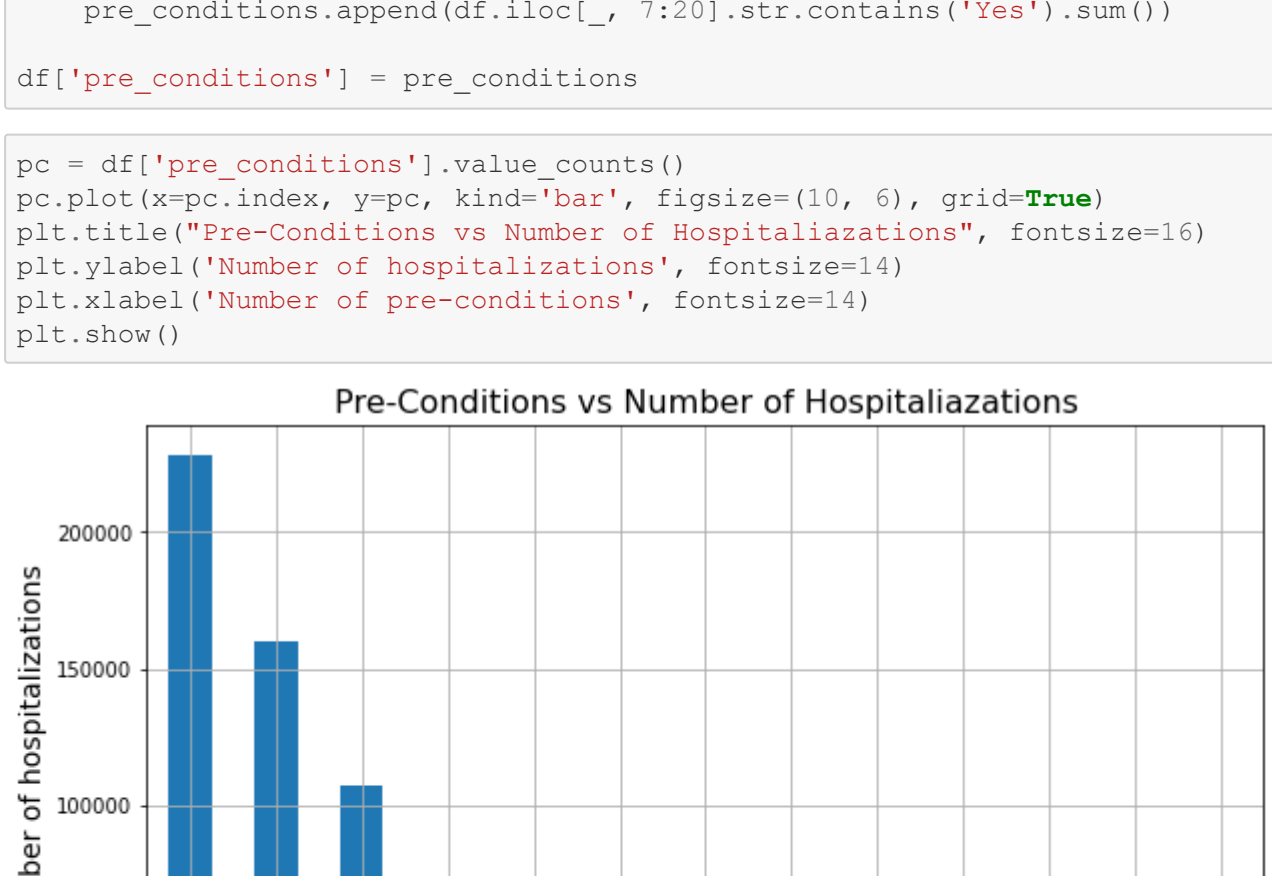 pre_conditions.append(df.iloc[_, 7:20].str.contains('Yes').sum())
df['pre_conditions'] = pre_conditions
pc = df['pre_conditions'].value_counts()
pc.plot(x=pc.index, y=pc, kind='bar', figsize=(10, 6), grid=True)
plt.title("Pre-Conditions vs Number of Hospitaliazations", fontsize=16)
plt.ylabel('Number of hospitalizations', fontsize=14)
plt.xlabel('Number of pre-conditions', fontsize=14)
plt.show()
Pre-Conditions vs Number of Hospitaliazations
200000
150000
100000
ber of hospitalizations